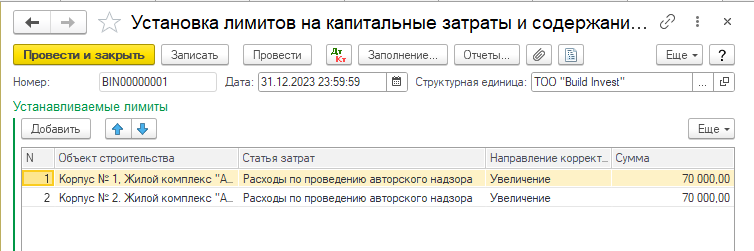 Установка лимитов на капитальные затраты и содержани...
Провести и закрыть Записать Провести Дт Кт Заполнение... Отчеты... Еще ?
Номер: BIN00000001 Дата: 31.12.2023 23:59:59 Структурная единица: ТОО "Build Invest" ...
Устанавливаемые лимиты
Добавить Еще
N Объект строительства Статья затрат Направление коррект... Сумма
1 Корпус № 1, Жилой комплекс "А... Расходы по проведению авторского надзора Увеличение 70 000,00
2 Корпус № 2. Жилой комплекс "А... Расходы по проведению авторского надзора Увеличение 70 000,00